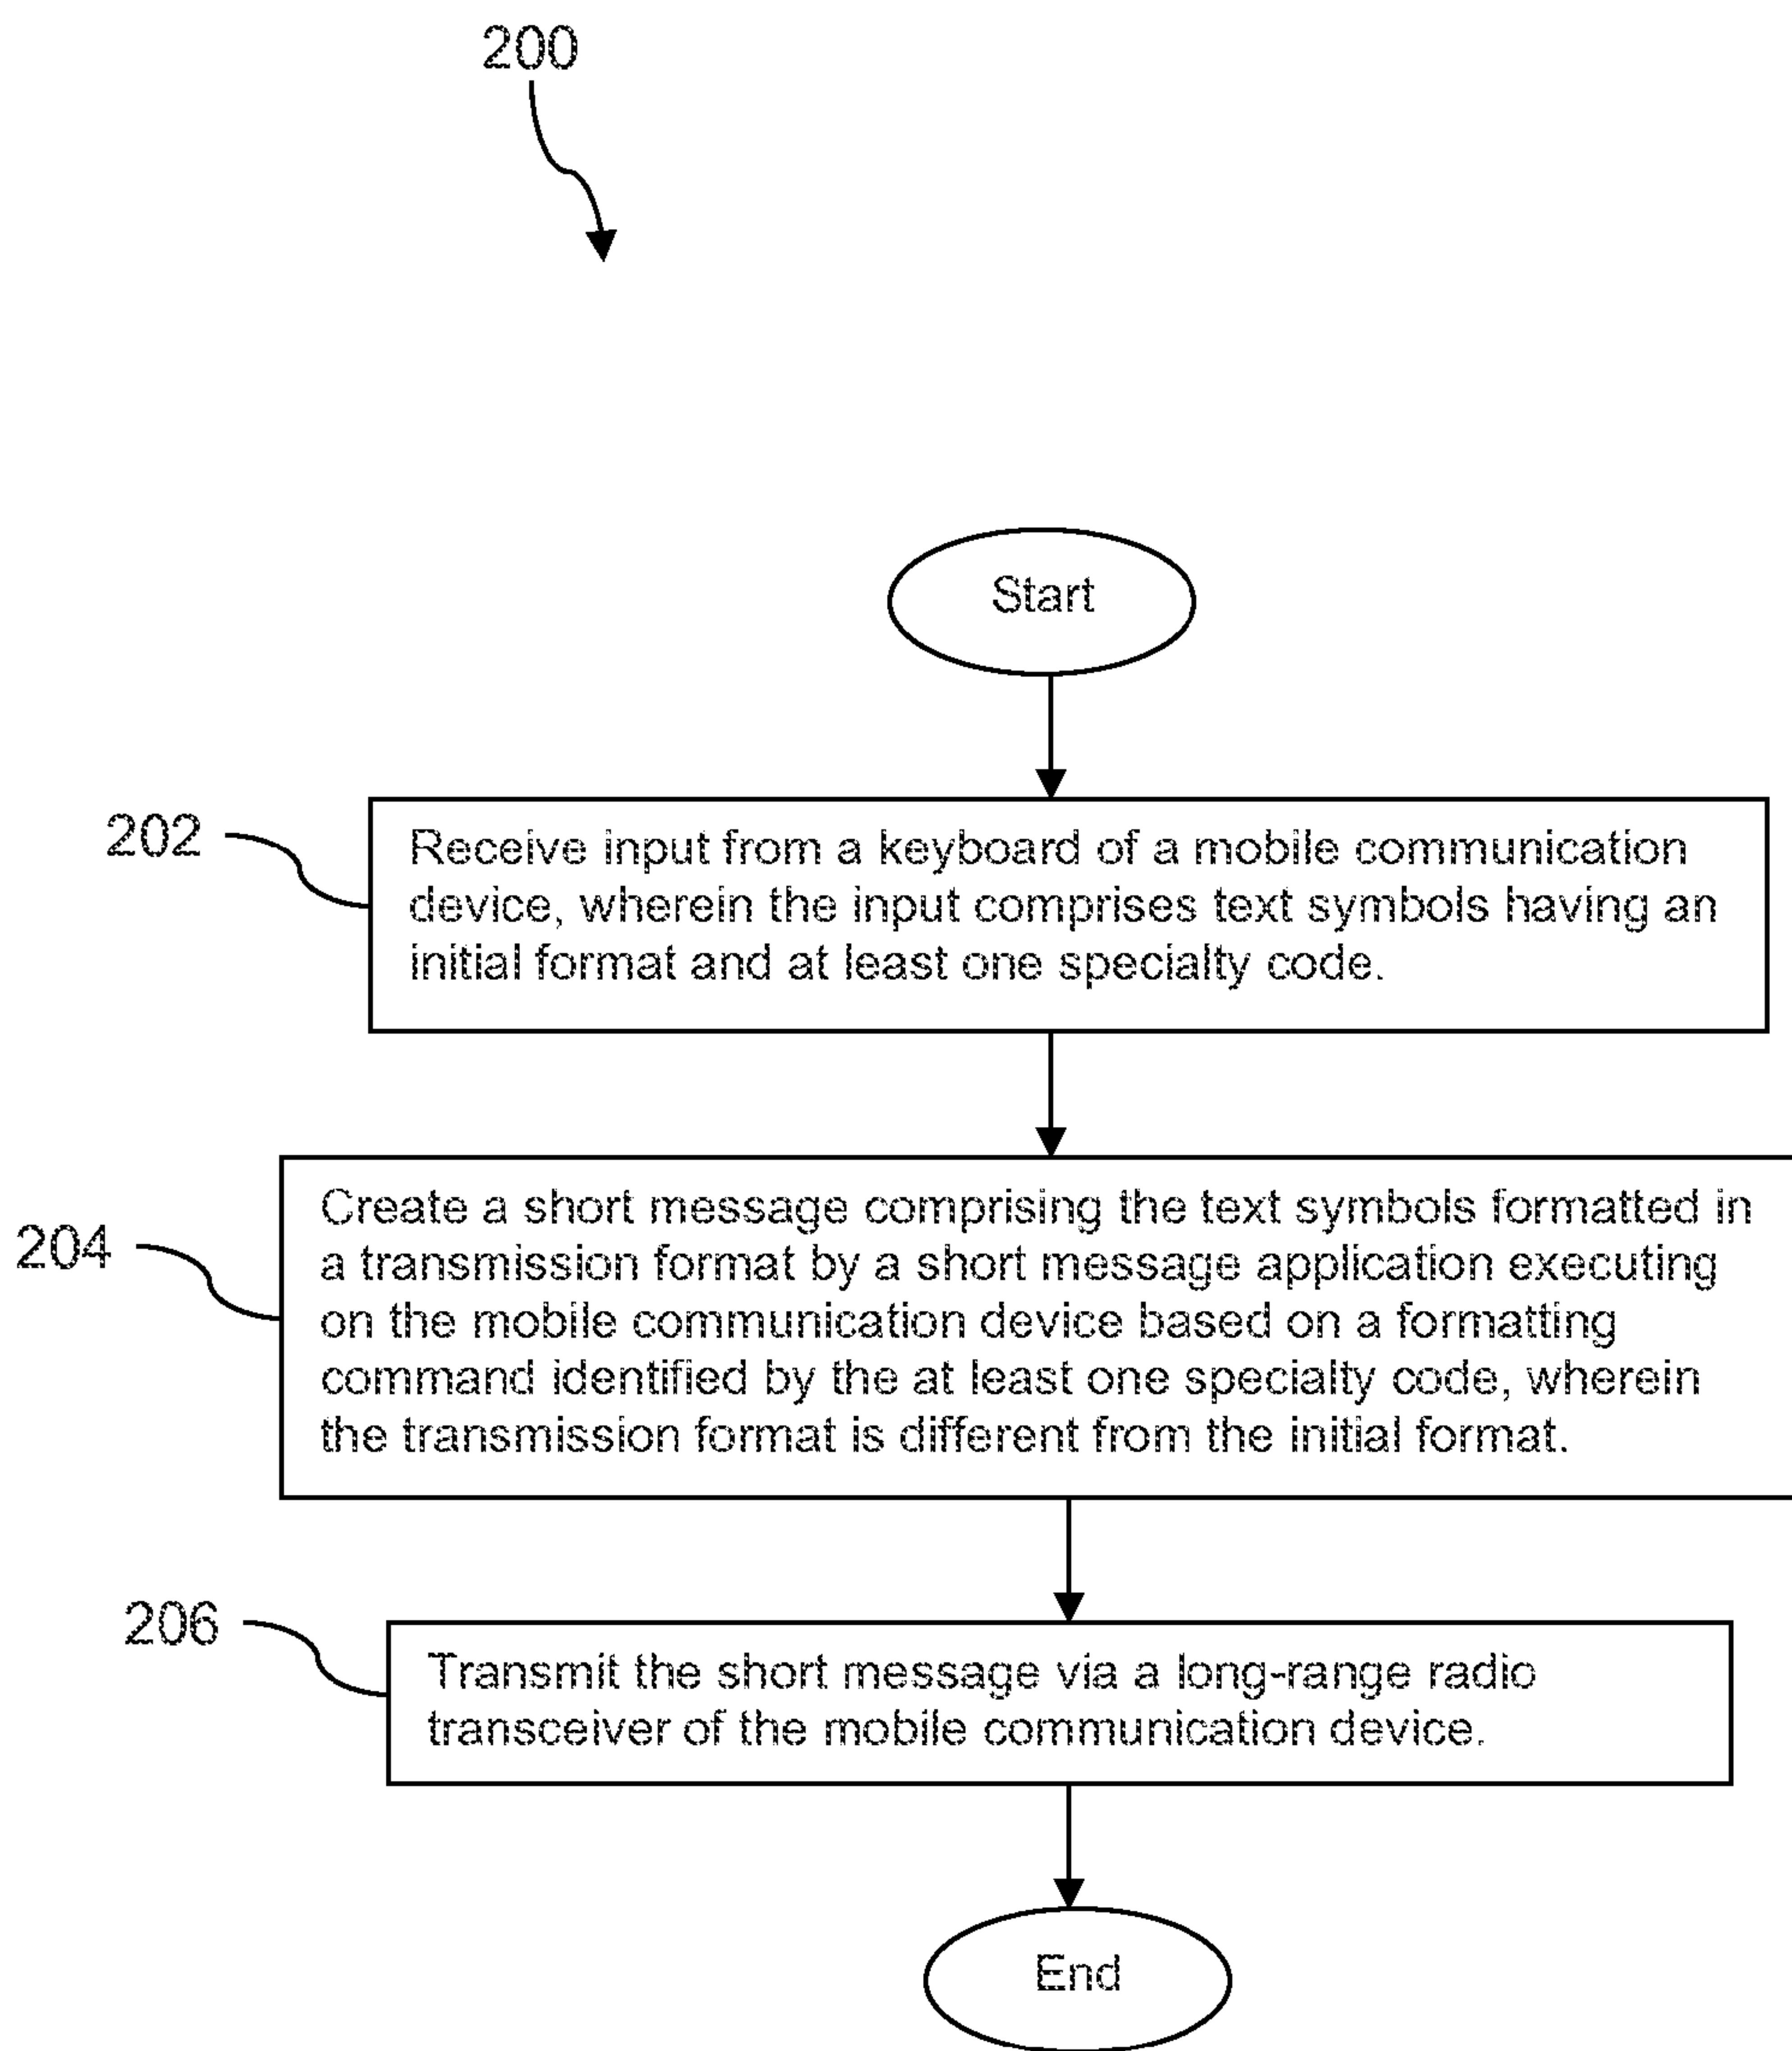 200
Start
202
Receive input from a keyboard of a mobile communication
device, wherein the input comprises text symbols having an
initial format and at least one specialty code.
204
Create a short message comprising the text symbols formatted in
a transmission format by a short message application executing
on the mobile communication device based on a formatting
command identified by the at least one specialty code, wherein
the transmission format is different from the initial format.
206
Transmit the short message via a long-range radio
transceiver of the mobile communication device.
End